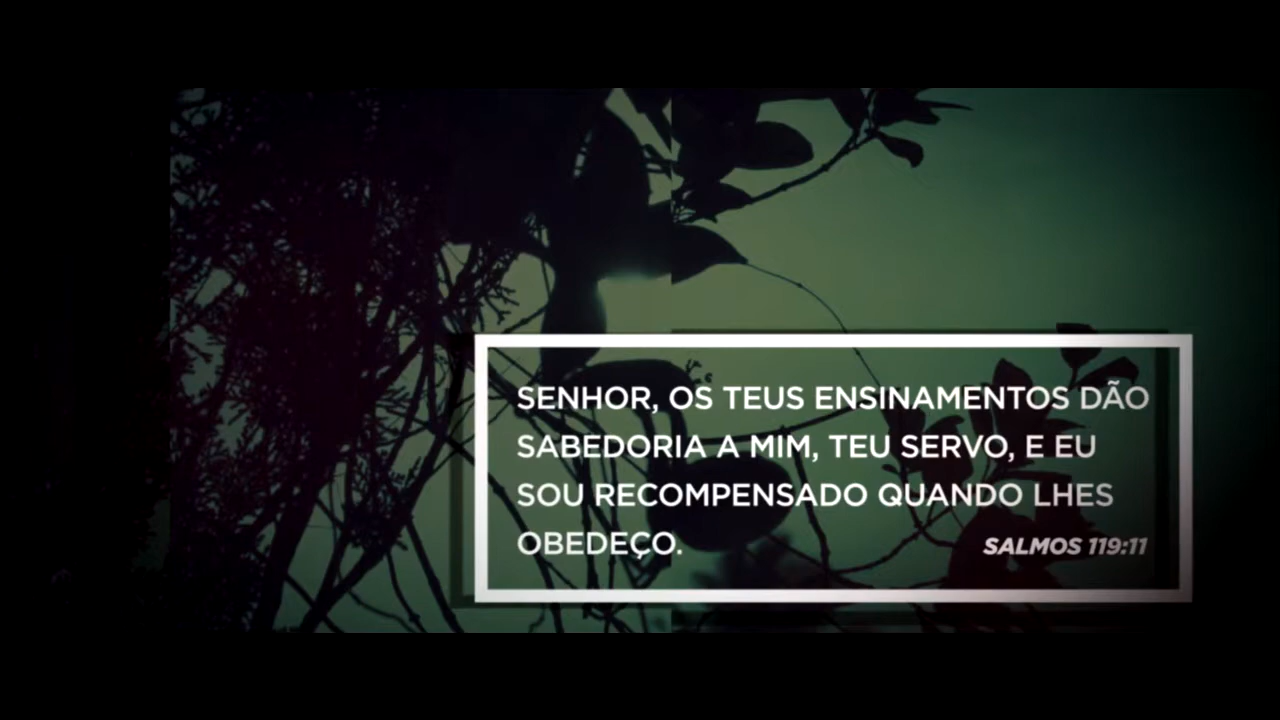 SENHOR, OS TEUS ENSINAMENTOS DÃO
SABEDORIA A MIM, TEU SERVO, E EU
SOU RECOMPENSADO QUANDO LHES
OBEDEÇO.
SALMOS 119:11